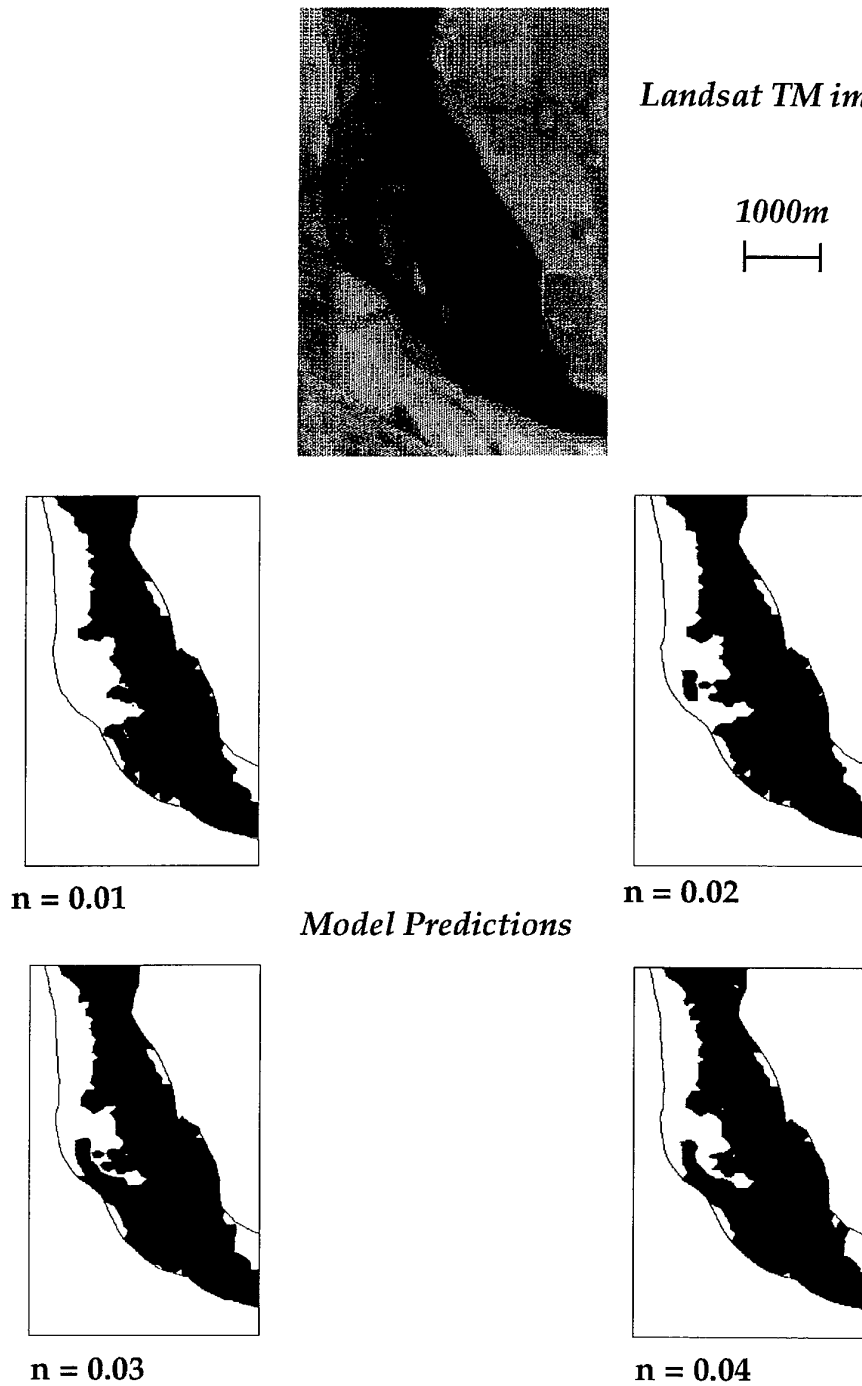 Landsat TM im
1000m
n = 0.01
n = 0.02
Model Predictions
n = 0.03
n = 0.04